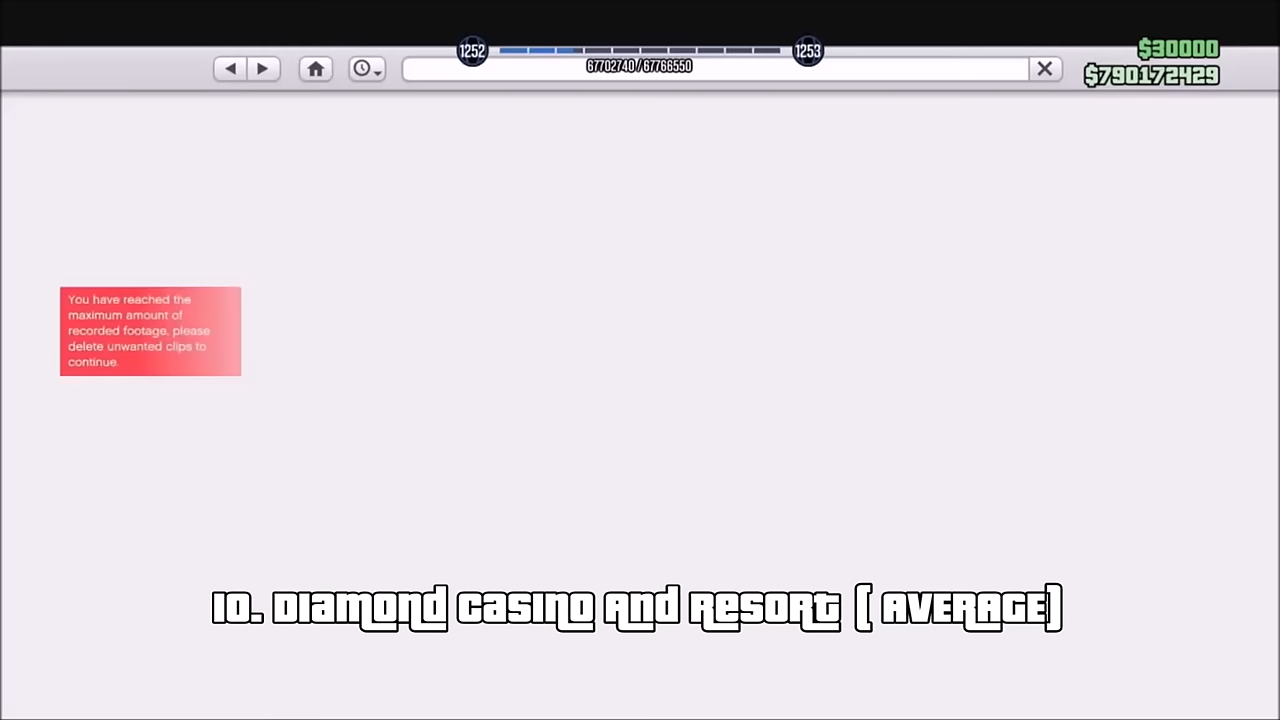 1252
1253
67702740/67766550
$30000
$790172429
You have reached the
maximum amount of
recorded footage, please
delete unwanted clips to
continue.
10. Diamond Casino And Resort ( AVERAGE)